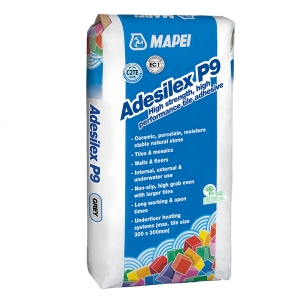 MAPEI
C2TE
EC 1
Adesilex P9
High strength, high
performance tile adhesive
• Ceramic, porcelain, moisture
stable natural stone
• Tiles & mosaics
• Walls & floors
• Internal, external &
underwater use
• Non-slip, high grab even
with larger tiles
• Long working & open
times
• Underfloor heating
systems (max. tile size
300 x 300mm)
Adesilex P9
GREY